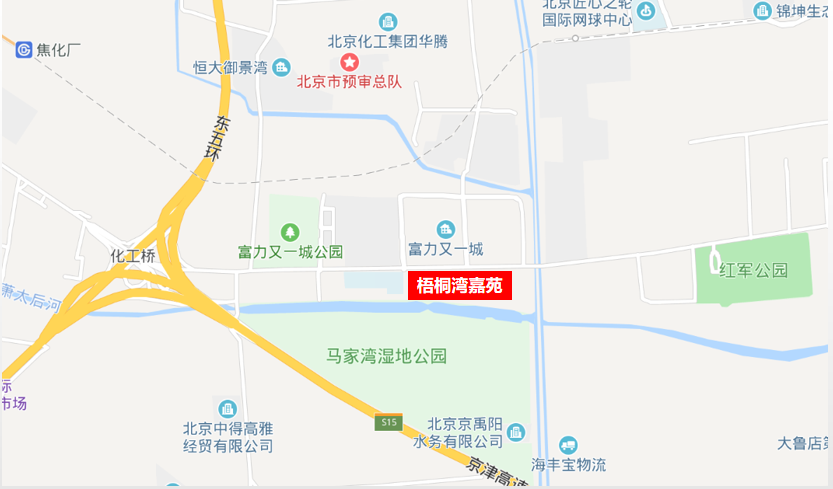 北京匠心之轮
国际网球中心
锦坤生态
北京化工集团华腾
焦化厂
恒大御景湾
北京市预审总队
东五环
富力又一城公园
富力又一城
化工桥
梧桐湾嘉苑
红军公园
萧太后河
马家湾湿地公园
际
市场
S15
北京中得高雅
经贸有限公司
北京京禹阳
水务有限公司
京津高速
海丰宝物流
大鲁店第